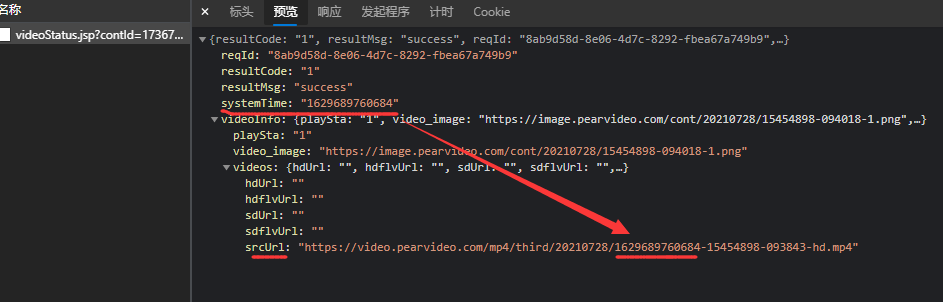 名称
videoStatus.jsp?contId=17367...
× 标头 预览 响应 发起程序 计时 Cookie
▼{resultCode: "1", resultMsg: "success", reqId: "8ab9d58d-8e06-4d7c-8292-fbea67a749b9",…}
reqId: "8ab9d58d-8e06-4d7c-8292-fbea67a749b9"
resultCode: "1"
resultMsg: "success"
systemTime: "1629689760684"
▼videoInfo: {playSta: "1", video_image: "https://image.pearvideo.com/cont/20210728/15454898-094018-1.png",…}
playSta: "1"
video_image: "https://image.pearvideo.com/cont/20210728/15454898-094018-1.png"
▼videos: {hdUrl: "", hdflvUrl: "", sdUrl: "", sdflvUrl: "",…}
hdUrl: ""
hdflvUrl: ""
sdUrl: ""
sdflvUrl: ""
srcUrl: "https://video.pearvideo.com/mp4/third/20210728/1629689760684-15454898-093843-hd.mp4"